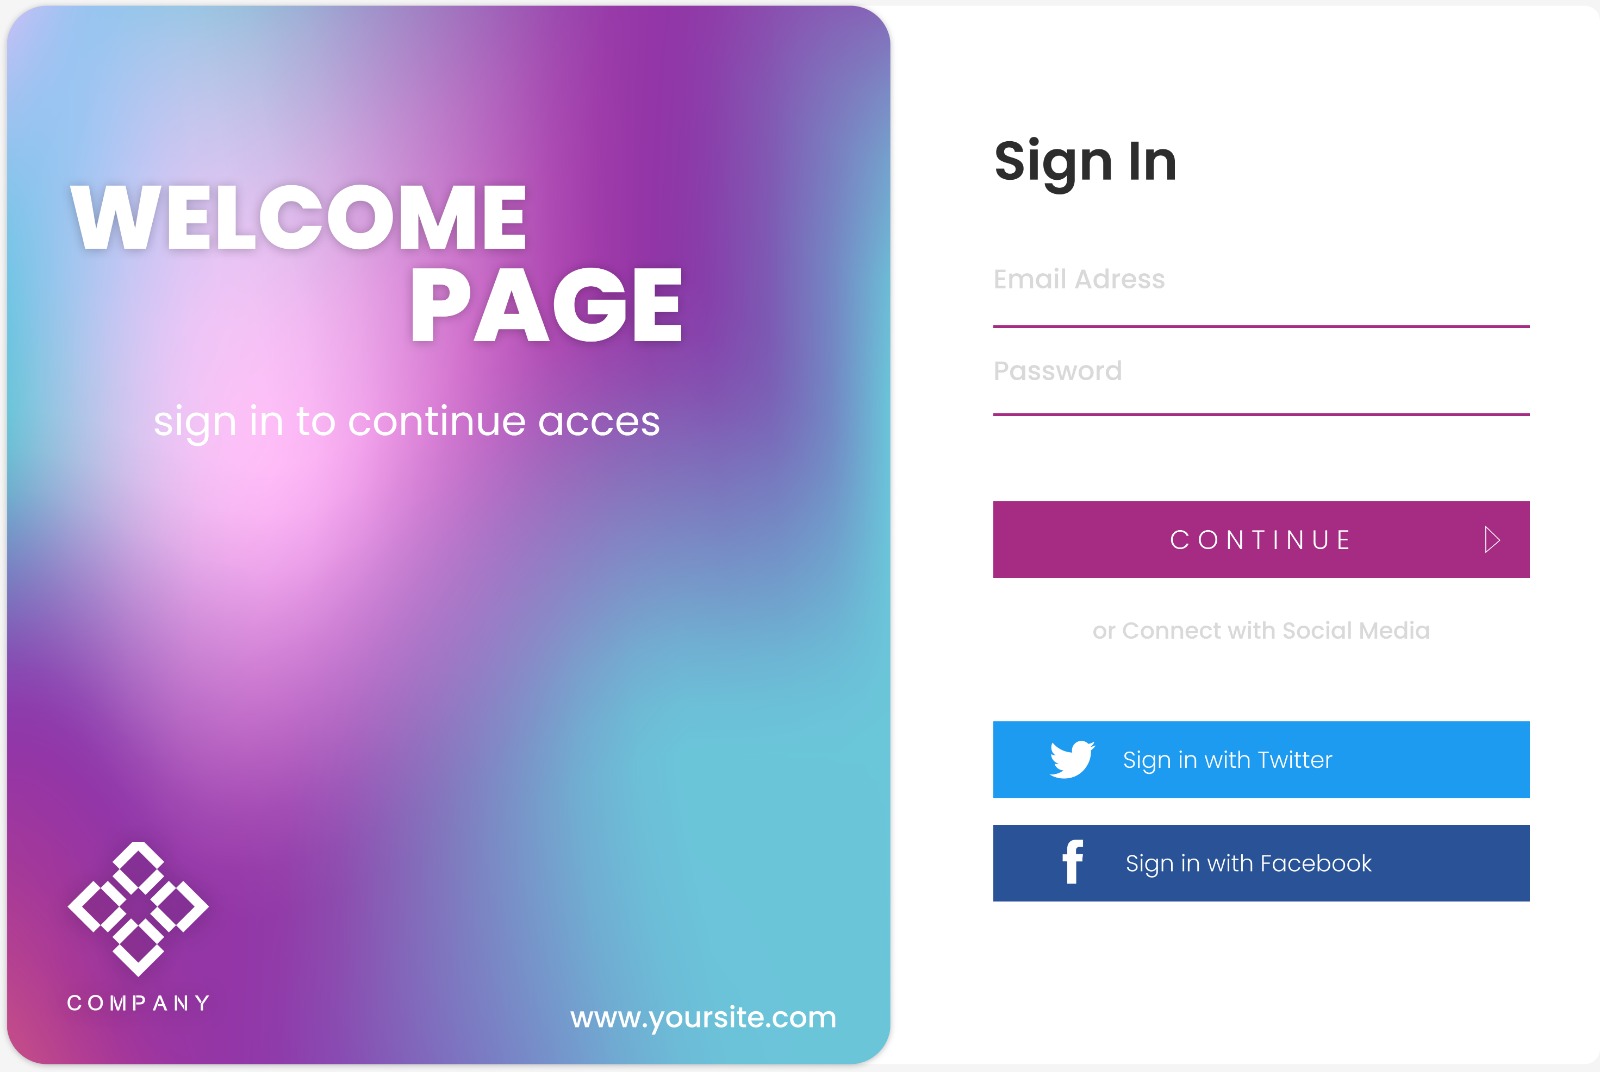 WELCOME
PAGE
sign in to continue acces
COMPANY
www.yoursite.com
Sign In
Email Adress
Password
CONTINUE
or Connect with Social Media
Sign in with Twitter
Sign in with Facebook